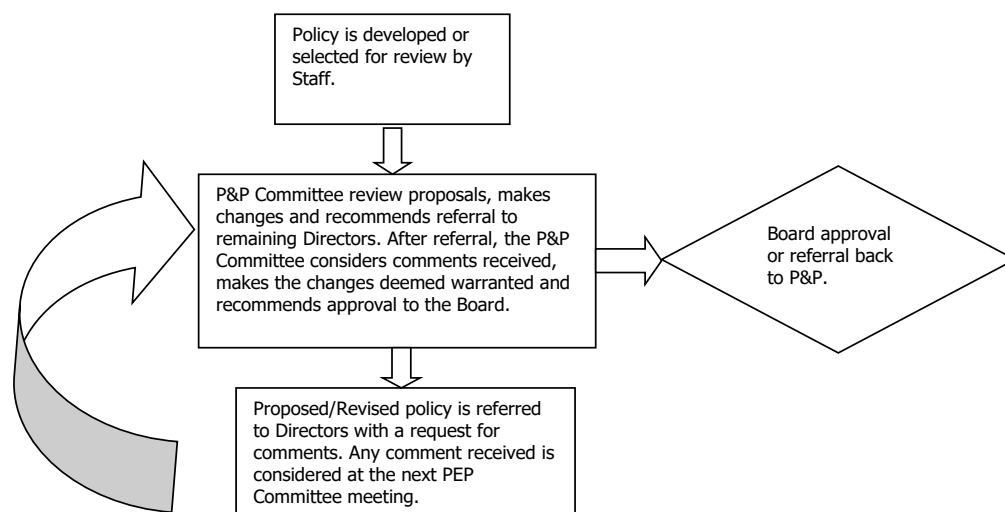 Policy is developed or
selected for review by
Staff.
P&P Committee review proposals, makes
changes and recommends referral to
remaining Directors. After referral, the P&P
Committee considers comments received,
makes the changes deemed warranted and
recommends approval to the Board.
Board approval
or referral back
to P&P.
Proposed/Revised policy is referred
to Directors with a request for
comments. Any comment received is
considered at the next PEP
Committee meeting.